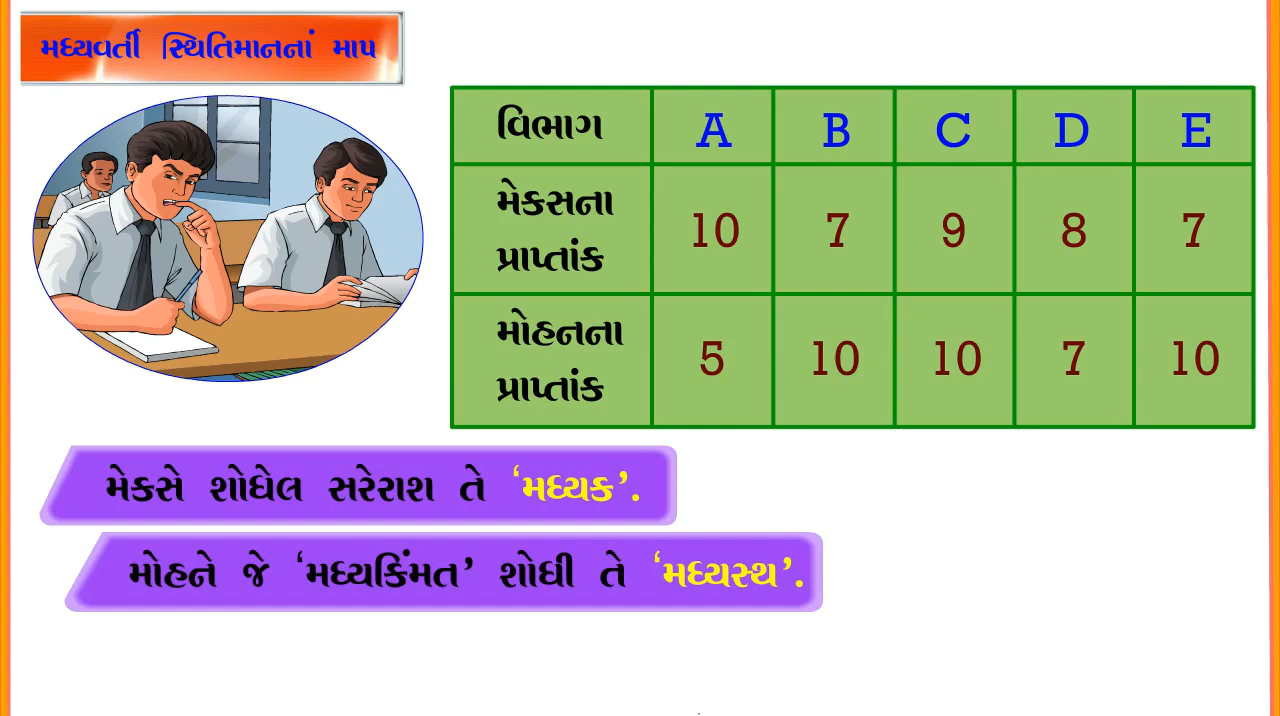 મધ્યવર્તી સ્થિતિમાનનાં માપ
વિભાગ A B C D E
મેકસના
પ્રાપ્તાંક 10 7 9 8 7
મોહનના
પ્રાપ્તાંક 5 10 10 7 10
મેકસે શોધેલ સરેરાશ તે ‘મધ્યક’.
મોહને જે ‘મધ્યકિંમત’ શોધી તે ‘મધ્યસ્થ’.